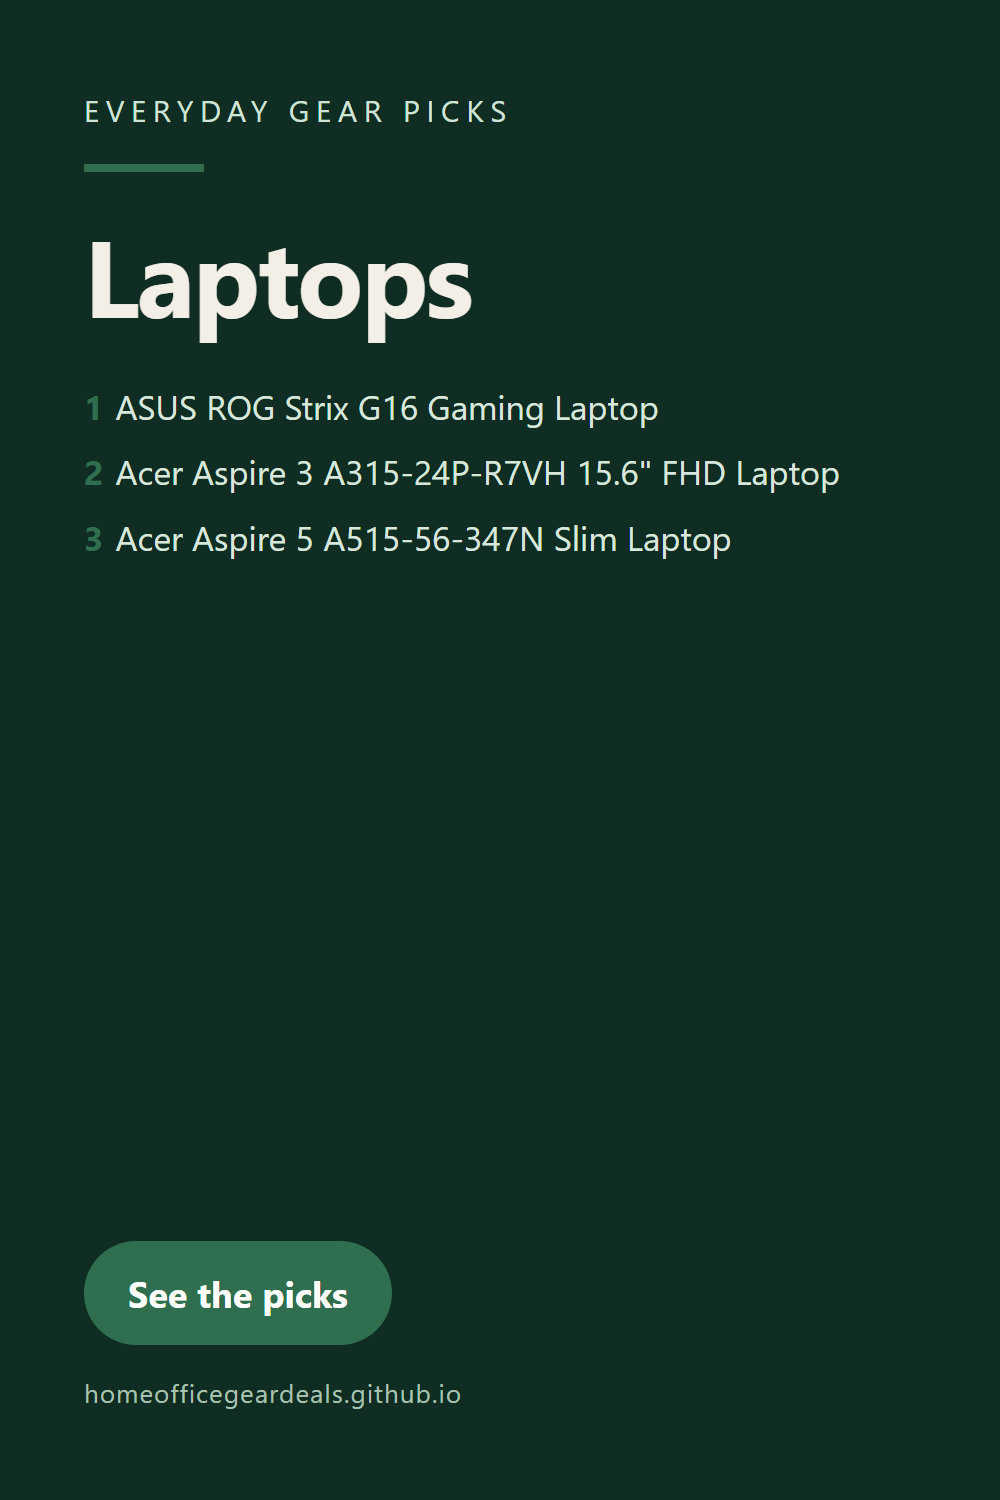 EVERYDAY GEAR PICKS
Laptops
1 ASUS ROG Strix G16 Gaming Laptop
2 Acer Aspire 3 A315-24P-R7VH 15.6" FHD Laptop
3 Acer Aspire 5 A515-56-347N Slim Laptop
See the picks
homeofficegeardeals.github.io